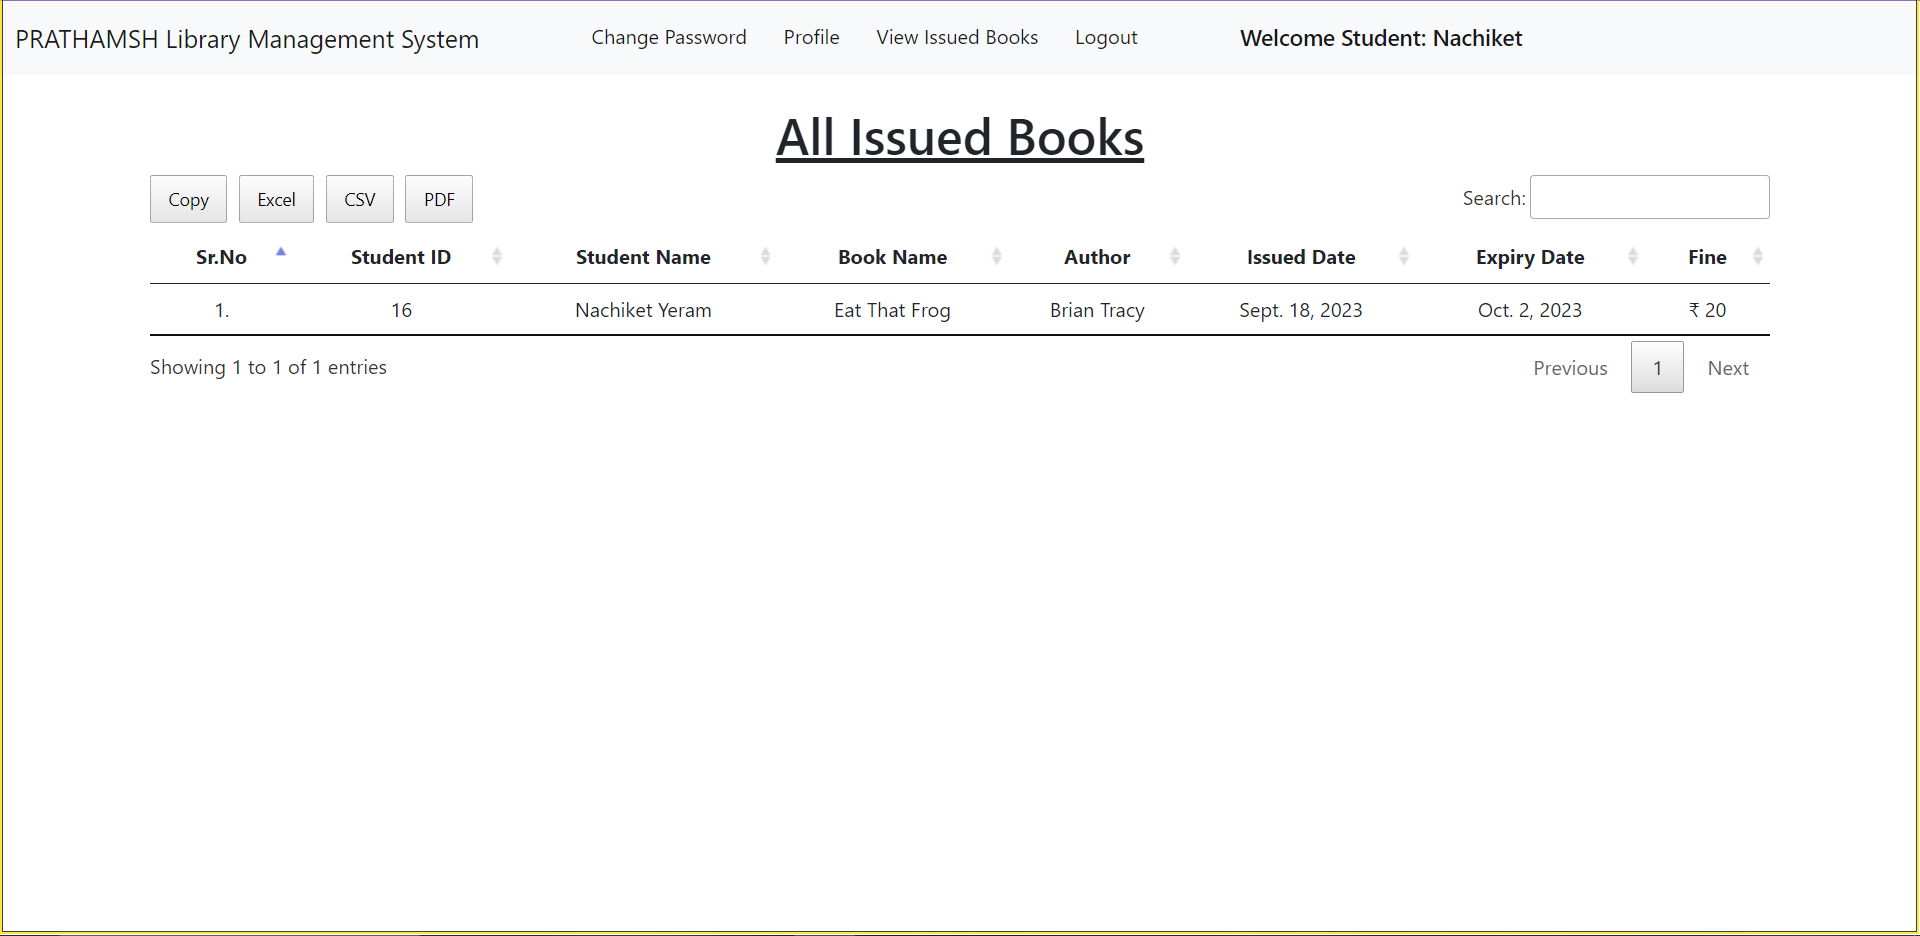 PRATHAMSH Library Management System Change Password Profile View Issued Books Logout Welcome Student: Nachiket
All Issued Books
Copy Excel CSV PDF Search:
Sr.No Student ID Student Name Book Name Author Issued Date Expiry Date Fine
1. 16 Nachiket Yeram Eat That Frog Brian Tracy Sept. 18, 2023 Oct. 2, 2023 ₹ 20
Showing 1 to 1 of 1 entries Previous 1 Next